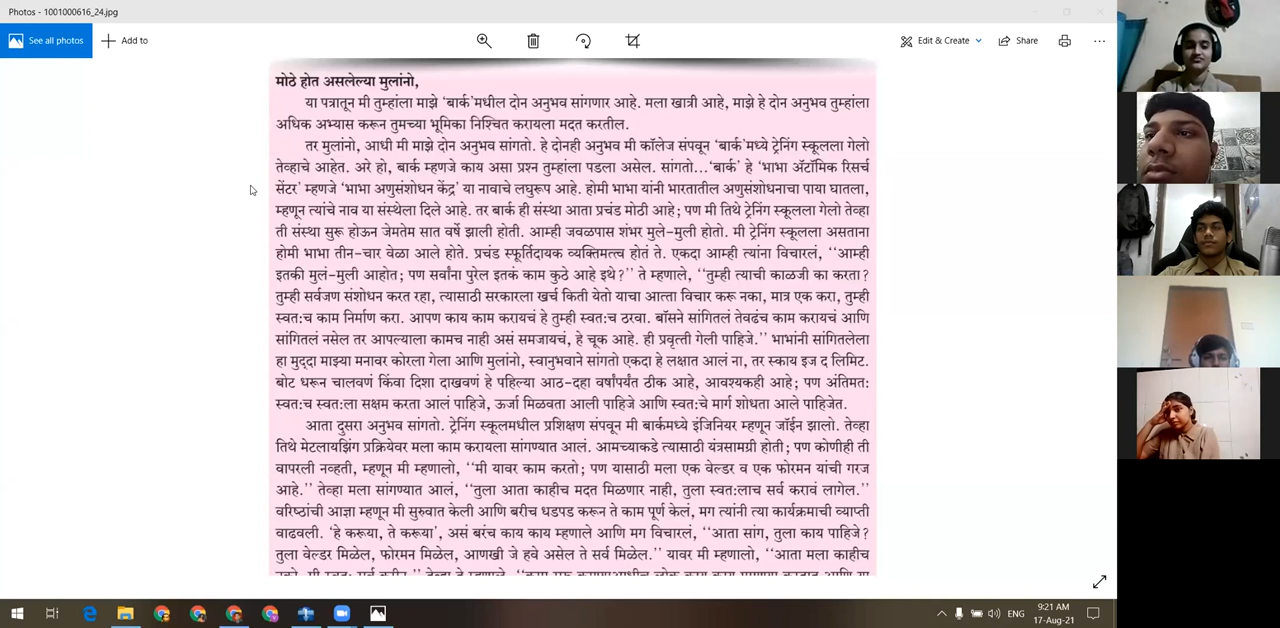 Photos - 1001000616_24.jpg
See all photos
Add to
Edit & Create
Share
मोठे होत असलेल्या मुलांनो,
या पत्रातून मी तुम्हांला माझे ‘बार्क’मधील दोन अनुभव सांगणार आहे. मला खात्री आहे, माझे हे दोन अनुभव तुम्हांला
अधिक अभ्यास करून तुमच्या भूमिका निश्चित करायला मदत करतील.
तर मुलांनो, आधी मी माझे दोन अनुभव सांगतो. हे दोनही अनुभव मी कॉलेज संपवून ‘बार्क’मध्ये ट्रेनिंग स्कूलला गेलो
तेव्हाचे आहेत. अरे हो, बार्क म्हणजे काय असा प्रश्न तुम्हांला पडला असेल. सांगतो...‘बार्क’ हे ‘भाभा ॲटॉमिक रिसर्च
सेंटर’ म्हणजे ‘भाभा अणुसंशोधन केंद्र’ या नावाचे लघुरूप आहे. होमी भाभा यांनी भारतातील अणुसंशोधनाचा पाया घातला,
म्हणून त्यांचे नाव या संस्थेला दिले आहे. तर बार्क ही संस्था आता प्रचंड मोठी आहे; पण मी तिथे ट्रेनिंग स्कूलला गेलो तेव्हा
ती संस्था सुरू होऊन जेमतेम सात वर्षे झाली होती. आम्ही जवळपास शंभर मुले-मुली होतो. मी ट्रेनिंग स्कूलला असताना
होमी भाभा तीन-चार वेळा आले होते. प्रचंड स्फूर्तिदायक व्यक्तिमत्त्व होतं ते. एकदा आम्ही त्यांना विचारलं, ‘‘आम्ही
इतकी मुलं-मुली आहोत; पण सर्वांना पुरेल इतकं काम कुठे आहे इथे?’’ ते म्हणाले, ‘‘तुम्ही त्याची काळजी का करता?
तुम्ही सर्वजण संशोधन करत रहा, त्यासाठी सरकारला खर्च किती येतो याचा आत्ता विचार करू नका, मात्र एक करा, तुम्ही
स्वत:च काम निर्माण करा. आपण काय काम करायचं हे तुम्ही स्वत:च ठरवा. बॉसने सांगितलं तेवढंच काम करायचं आणि
सांगितलं नसेल तर आपल्याला कामच नाही असं समजायचं, हे चूक आहे. ही प्रवृत्ती गेली पाहिजे.’’ भाभांनी सांगितलेला
हा मुद्दा माझ्या मनावर कोरला गेला आणि मुलांनो, स्वानुभवाने सांगतो एकदा हे लक्षात आलं ना, तर स्काय इज द लिमिट.
बोट धरून चालवणं किंवा दिशा दाखवणं हे पहिल्या आठ-दहा वर्षांपर्यंत ठीक आहे, आवश्यकही आहे; पण अंतिमत:
स्वत:च स्वत:ला सक्षम करता आलं पाहिजे, ऊर्जा मिळवता आली पाहिजे आणि स्वत:चे मार्ग शोधता आले पाहिजेत.
आता दुसरा अनुभव सांगतो. ट्रेनिंग स्कूलमधील प्रशिक्षण संपवून मी बार्कमध्ये इंजिनियर म्हणून जॉईन झालो. तेव्हा
तिथे मेटलायझिंग प्रक्रियेवर मला काम करायला सांगण्यात आलं. आमच्याकडे त्यासाठी यंत्रसामग्री होती; पण कोणीही ती
वापरली नव्हती, म्हणून मी म्हणालो, ‘‘मी यावर काम करतो; पण यासाठी मला एक वेल्डर व एक फोरमन यांची गरज
आहे.’’ तेव्हा मला सांगण्यात आलं, ‘‘तुला आता काहीच मदत मिळणार नाही, तुला स्वत:लाच सर्व करावं लागेल.’’
वरिष्ठांची आज्ञा म्हणून मी सुरुवात केली आणि बरीच धडपड करून ते काम पूर्ण केलं, मग त्यांनी त्या कार्यक्रमाची व्याप्ती
वाढवली. ‘हे करूया, ते करूया’, असं बरंच काय काय म्हणाले आणि मग विचारलं, ‘‘आता सांग, तुला काय पाहिजे?
तुला वेल्डर मिळेल, फोरमन मिळेल, आणखी जे हवे असेल ते सर्व मिळेल.’’ यावर मी म्हणालो, ‘‘आता मला काहीच
ENG
9:21 AM
17-Aug-21